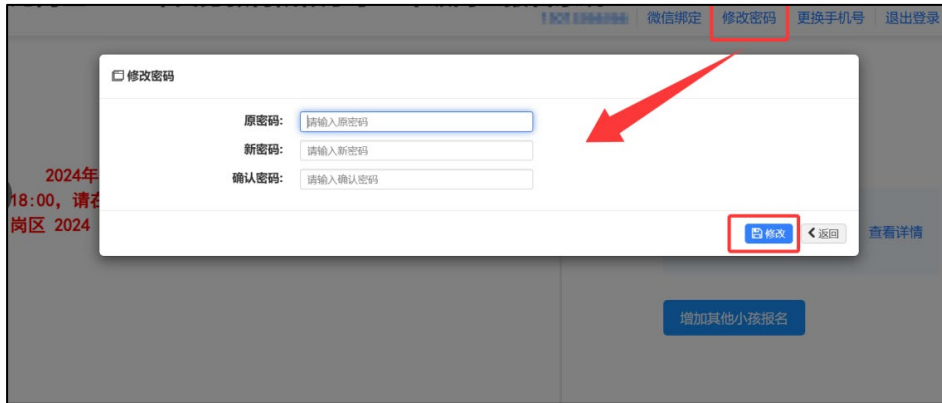 微信绑定 修改密码 更换手机号 退出登录
修改密码
原密码: 请输入原密码
新密码: 请输入新密码
确认密码: 请输入确认密码
2024年
18:00, 请在
岗区 2024
修改 返回 查看详情
增加其他小孩报名